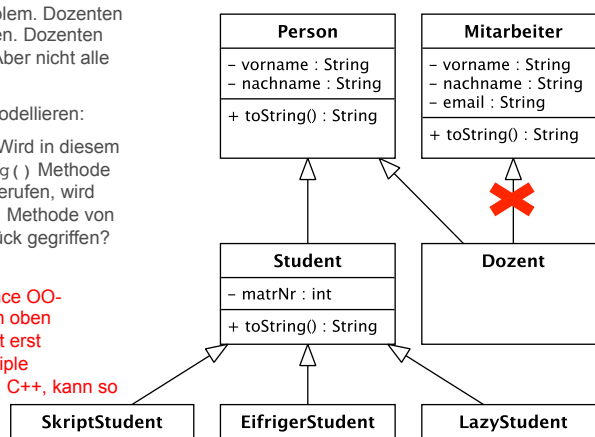 olem. Dozenten
en. Dozenten
Aber nicht alle
odellieren:
Wird in diesem
g() Methode
erufen, wird
Methode von
ück gegriffen?
nce OO-
n oben
t erst
iple
C++, kann so
Person
– vorname : String
– nachname : String
+ toString() : String
Mitarbeiter
– vorname : String
– nachname : String
– email : String
+ toString() : String
Student
– matrNr : int
+ toString() : String
Dozent
SkriptStudent
EifrigerStudent
LazyStudent